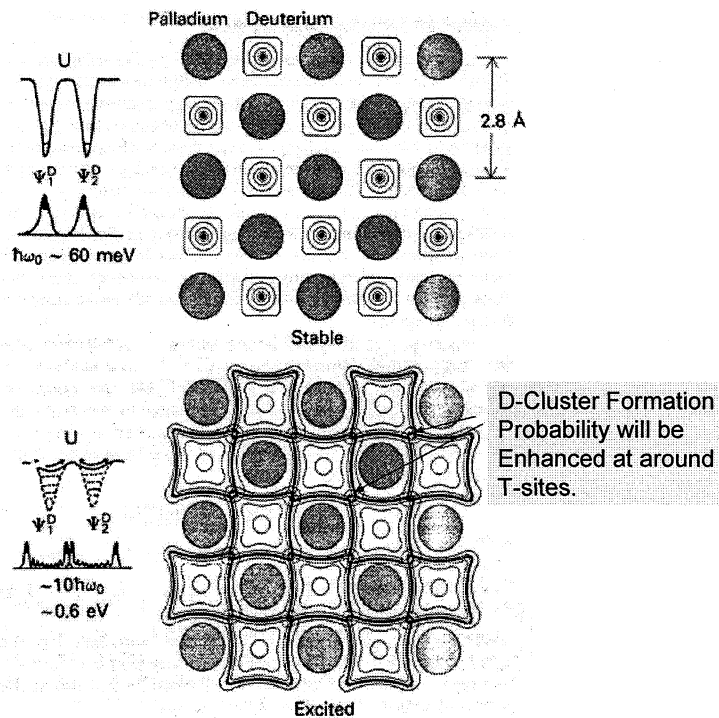 Palladium Deuterium
U
Ψ₁ᴰ Ψ₂ᴰ
ħω₀ ~ 60 meV
2.8 Å
Stable
U
Ψ₁ᴰ Ψ₂ᴰ
~10ħω₀
~0.6 eV
D-Cluster Formation
Probability will be
Enhanced at around
T-sites.
Excited